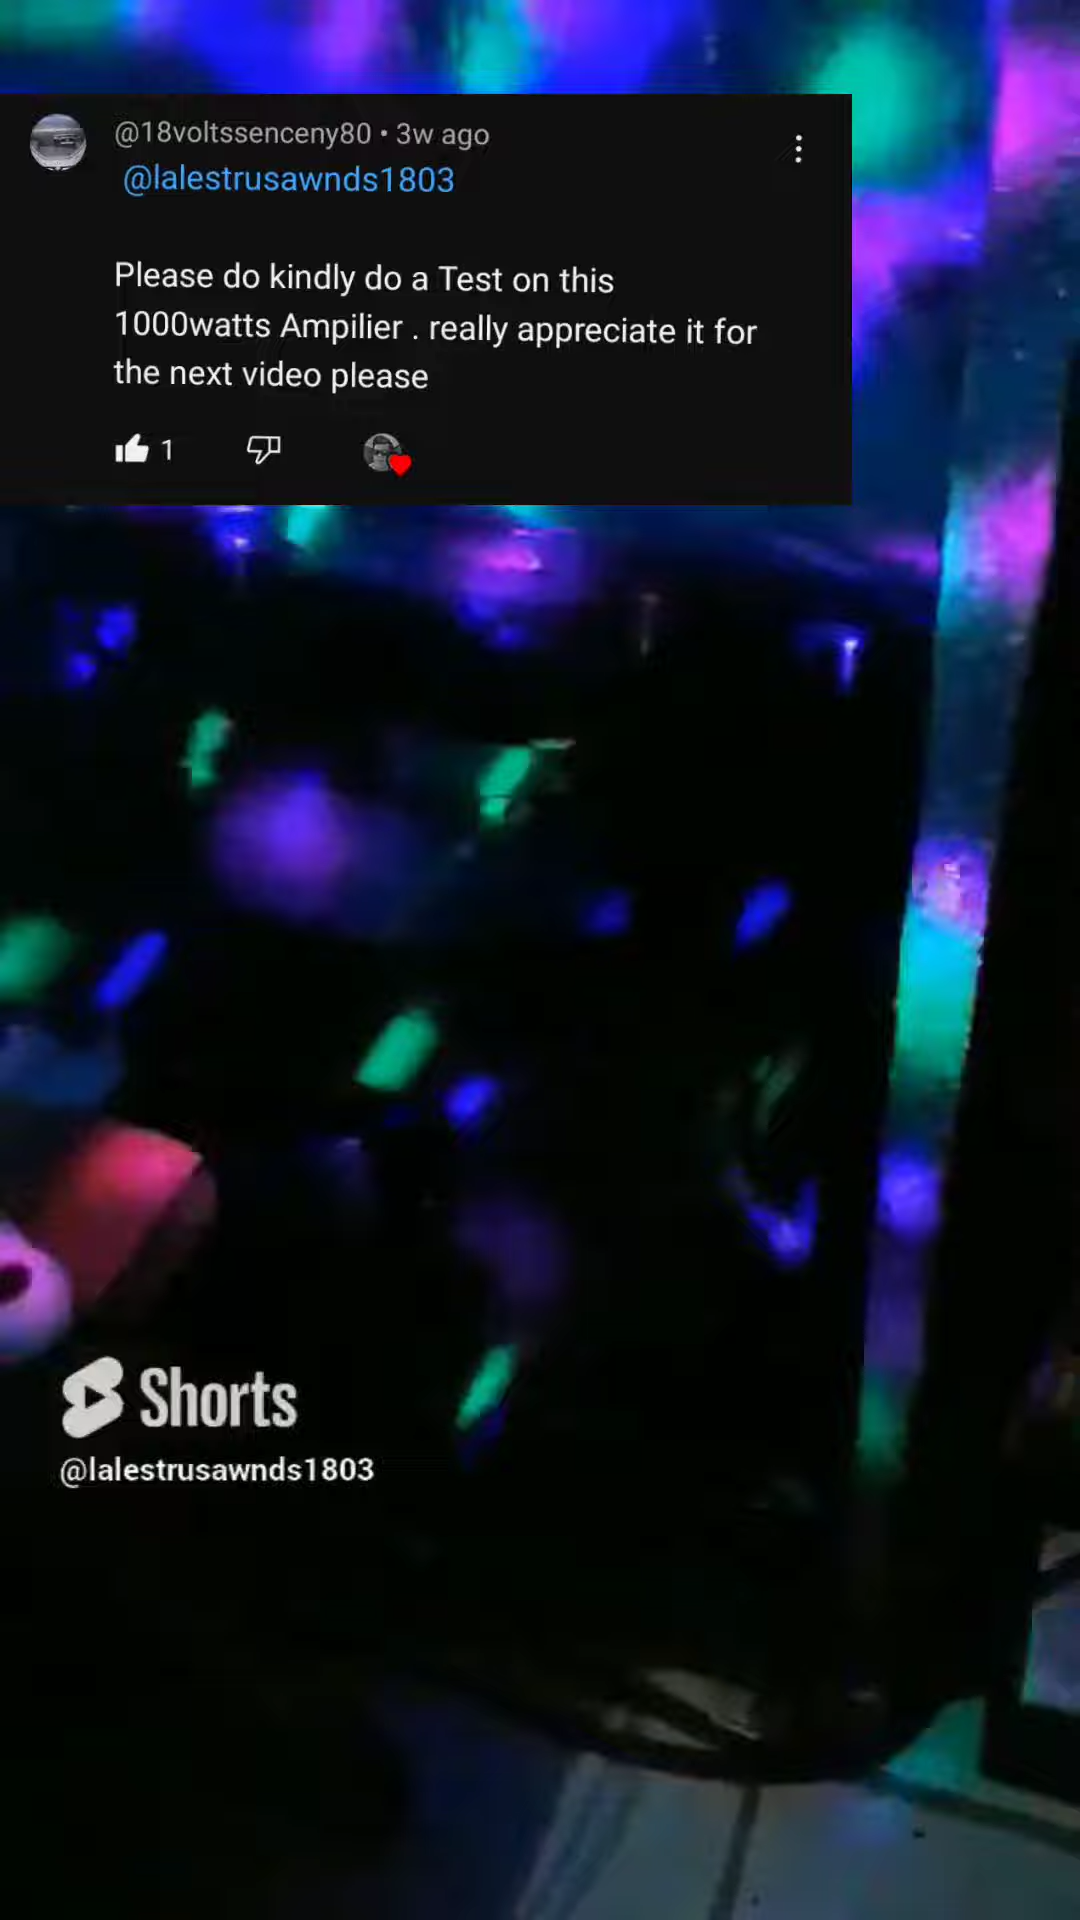 @18voltssenceny80 • 3w ago
@lalestrusawnds1803
Please do kindly do a Test on this
1000watts Ampilier . really appreciate it for
the next video please
1
Shorts
@lalestrusawnds1803